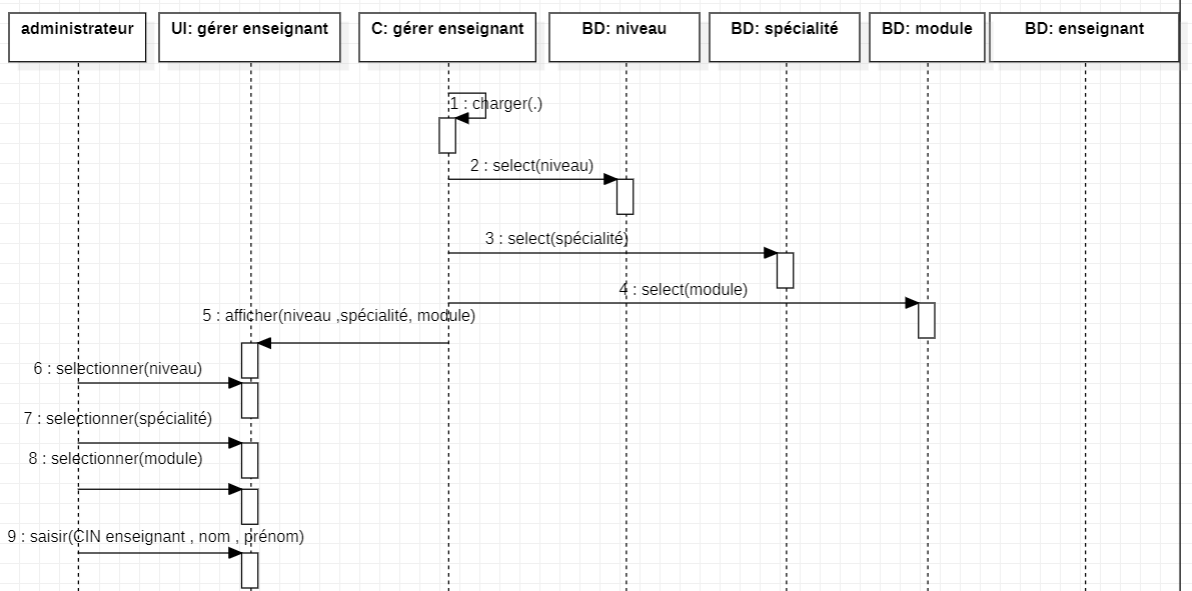 administrateur
UI: gérer enseignant
C: gérer enseignant
BD: niveau
BD: spécialité
BD: module
BD: enseignant
1 : charger(.)
2 : select(niveau)
3 : select(spécialité)
4 : select(module)
5 : afficher(niveau ,spécialité, module)
6 : selectionner(niveau)
7 : selectionner(spécialité)
8 : selectionner(module)
9 : saisir(CIN enseignant , nom , prénom)